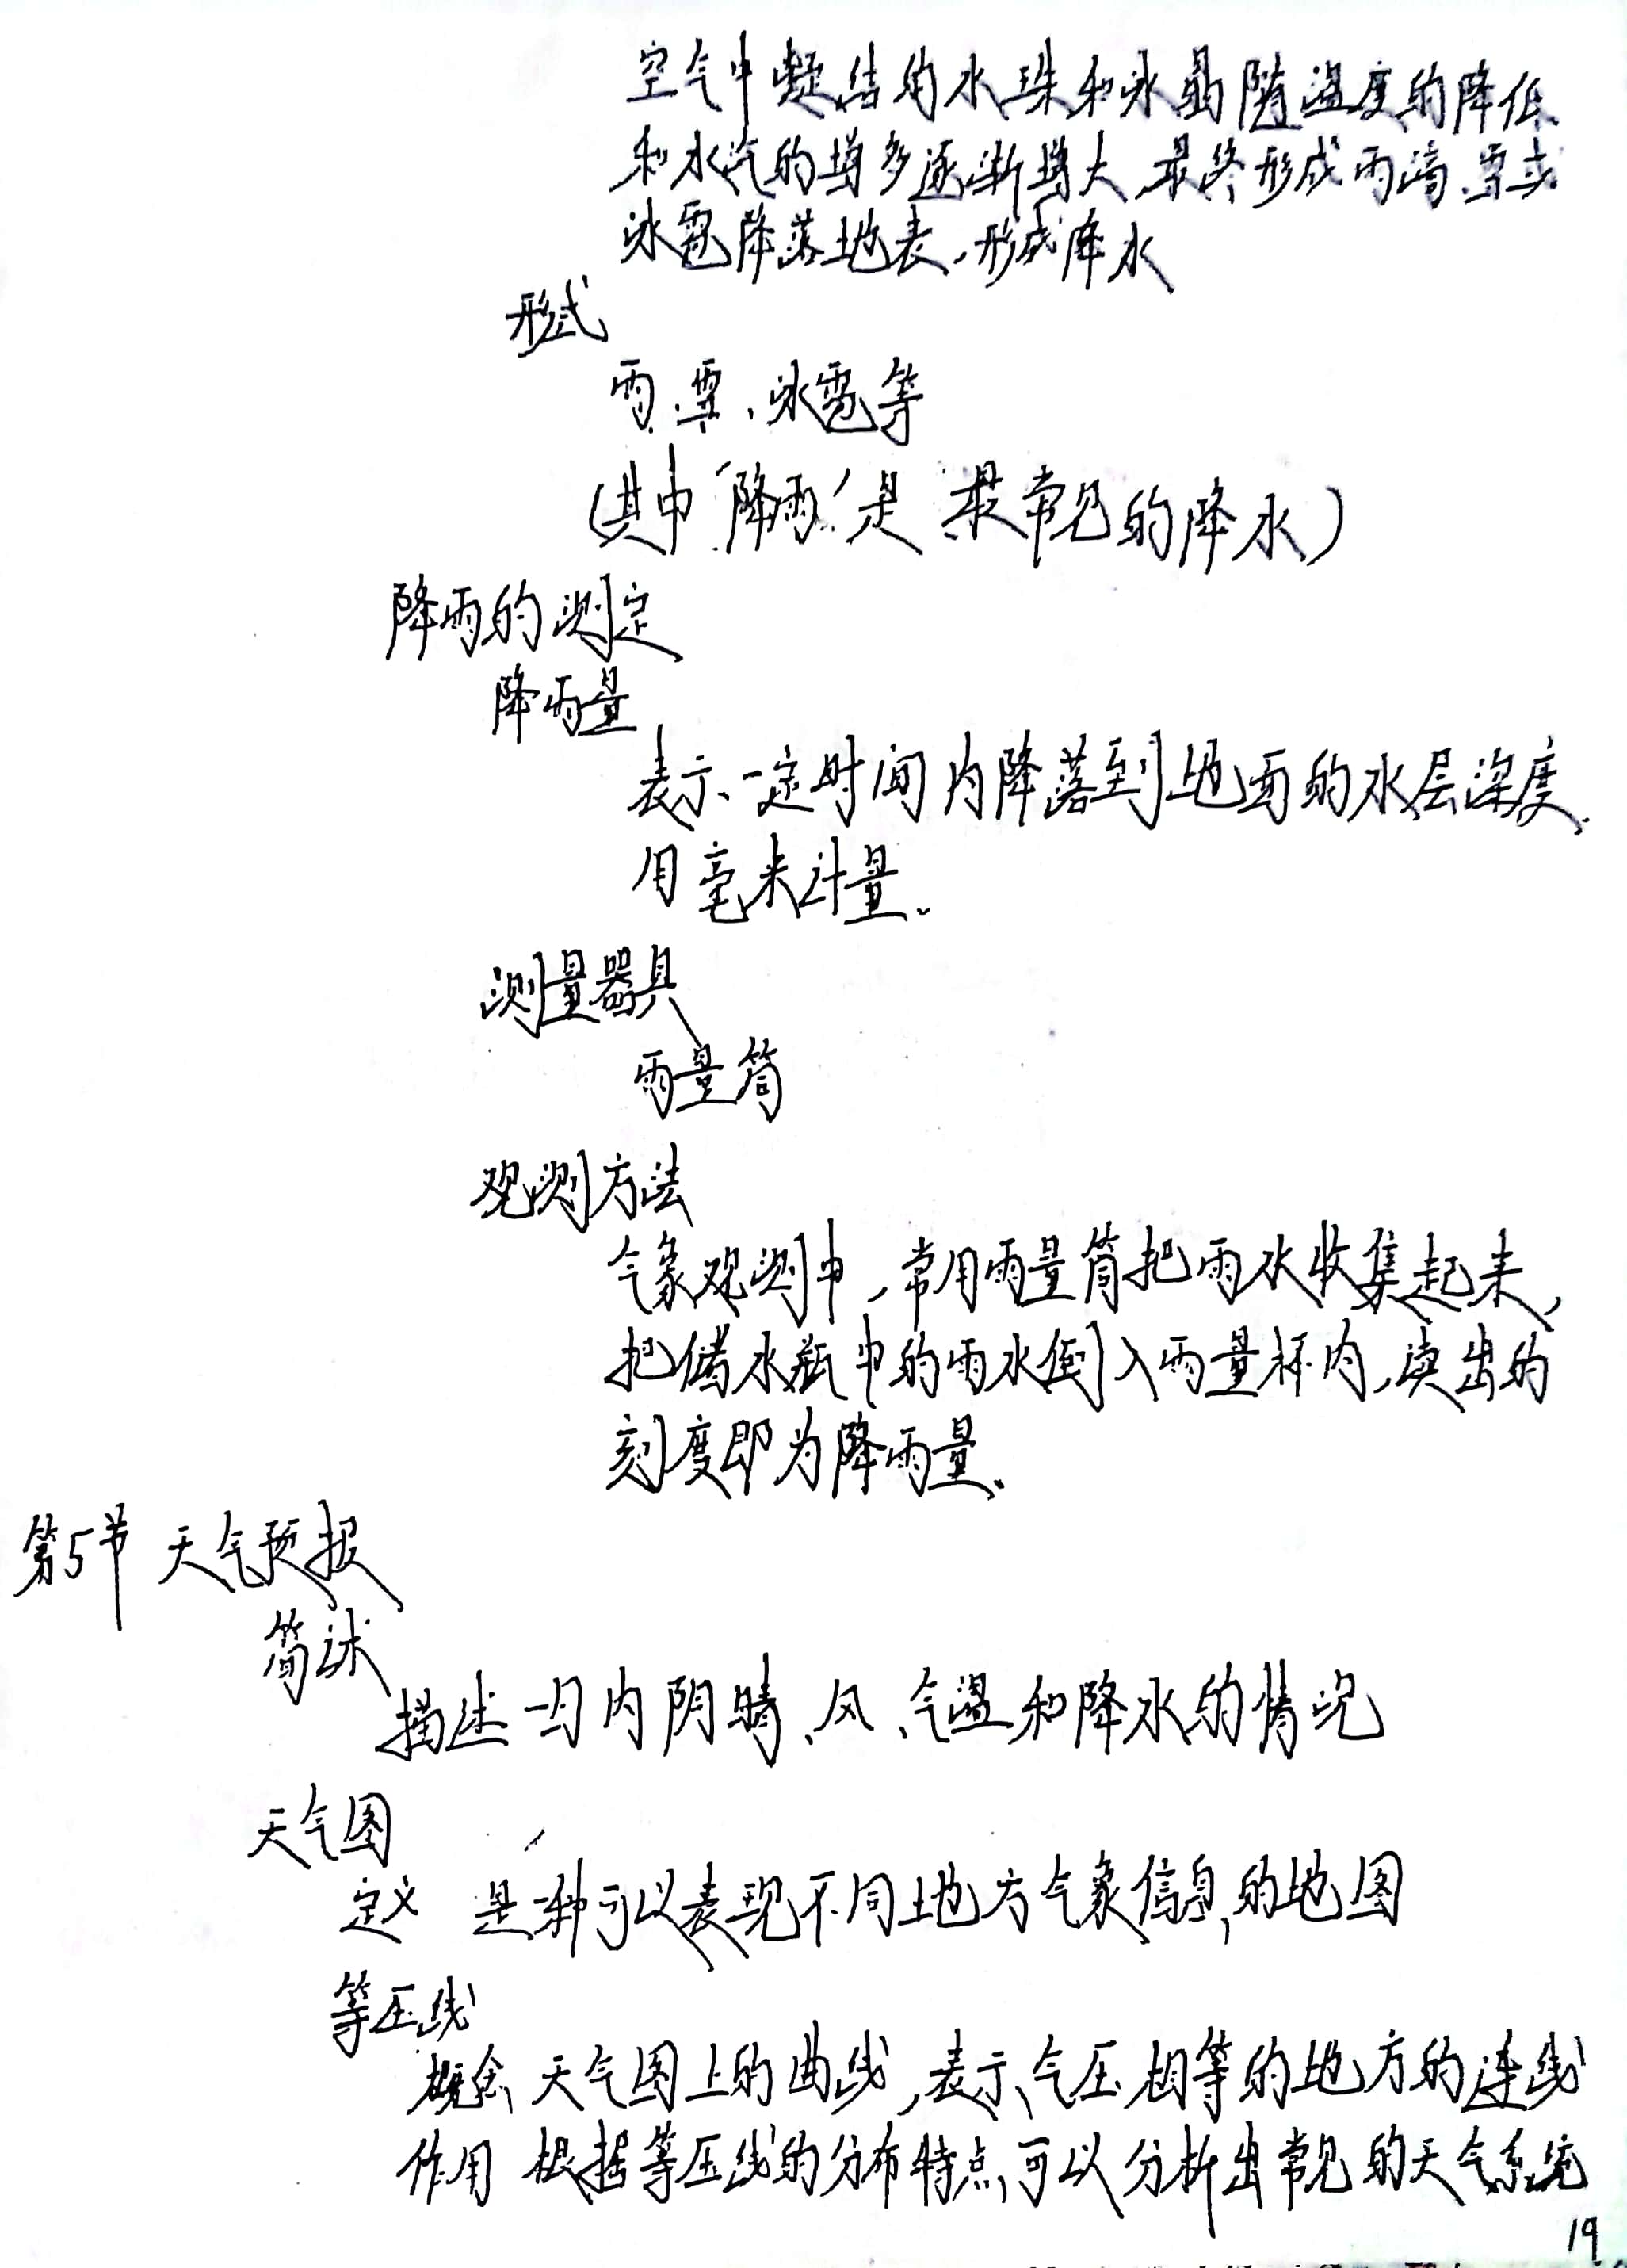 空气中凝结的水珠和冰晶随温度的降低
和水汽的增多逐渐增大,最终形成雨滴、雪或
冰雹降落地表,形成降水
形式
雨、雪、冰雹等
(其中“降雨”是最常见的降水)
降雨的测定
降雨量
表示一定时间内降落到地面的水层深度,
用毫米计量。
测量器具
雨量筒
观测方法
气象观测中,常用雨量筒把雨水收集起来,
把储水瓶中的雨水倒入雨量杯内,读出的
刻度即为降雨量。
第5节 天气预报
简述
描述一日内阴晴、风、气温和降水的情况
天气图
定义 是一种可以表现不同地方气象信息的地图
等压线
概念 天气图上的曲线,表示气压相等的地方的连线
作用 根据等压线的分布特点,可以分析出常见的天气系统
19